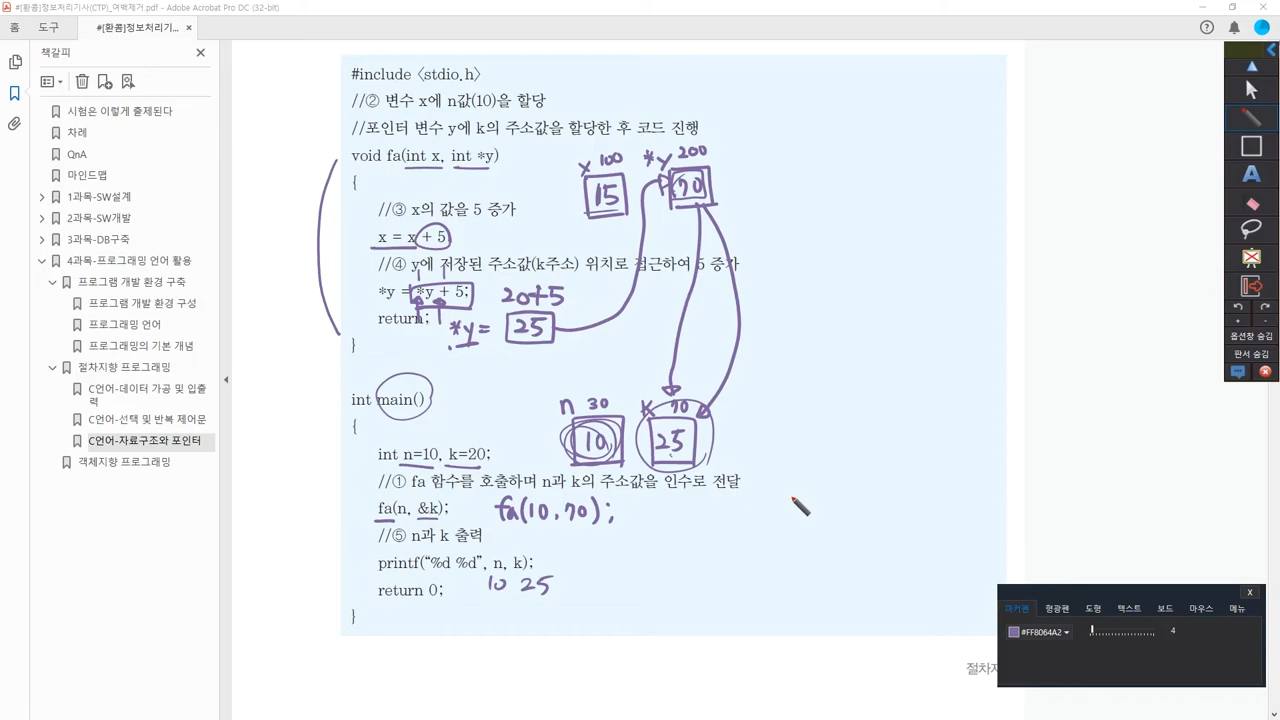 #[환콤]정보처리기사(CTP)_여백제거.pdf - Adobe Acrobat Pro DC (32-bit)
홈
도구
#[환콤]정보처리기... ×
책갈피
시험은 이렇게 출제된다
차례
QnA
마인드맵
1과목-SW설계
2과목-SW개발
3과목-DB구축
4과목-프로그래밍 언어 활용
프로그램 개발 환경 구축
프로그램 개발 환경 구성
프로그래밍 언어
프로그래밍의 기본 개념
절차지향 프로그래밍
C언어-데이터 가공 및 입출
력
C언어-선택 및 반복 제어문
C언어-자료구조와 포인터
객체지향 프로그래밍
#include <stdio.h>
//② 변수 x에 n값(10)을 할당
//포인터 변수 y에 k의 주소값을 할당한 후 코드 진행
void fa(int x, int *y)
x 100 *y 200
{
15 70
//③ x의 값을 5 증가
x = x + 5
//④ y에 저장된 주소값(k주소) 위치로 접근하여 5 증가
*y = *y + 5; 20+5
return; *y= 25
}
int main()
n 30 k 70
{
10 25
int n=10, k=20;
//① fa 함수를 호출하며 n과 k의 주소값을 인수로 전달
fa(n, &k); fa(10,70);
//⑤ n과 k 출력
printf("%d %d", n, k);
return 0; 10 25
}
절차지
옵션창 숨김
판서 숨김
X
마커펜 형광펜 도형 텍스트 보드 마우스 메뉴
#FF8064A2 4